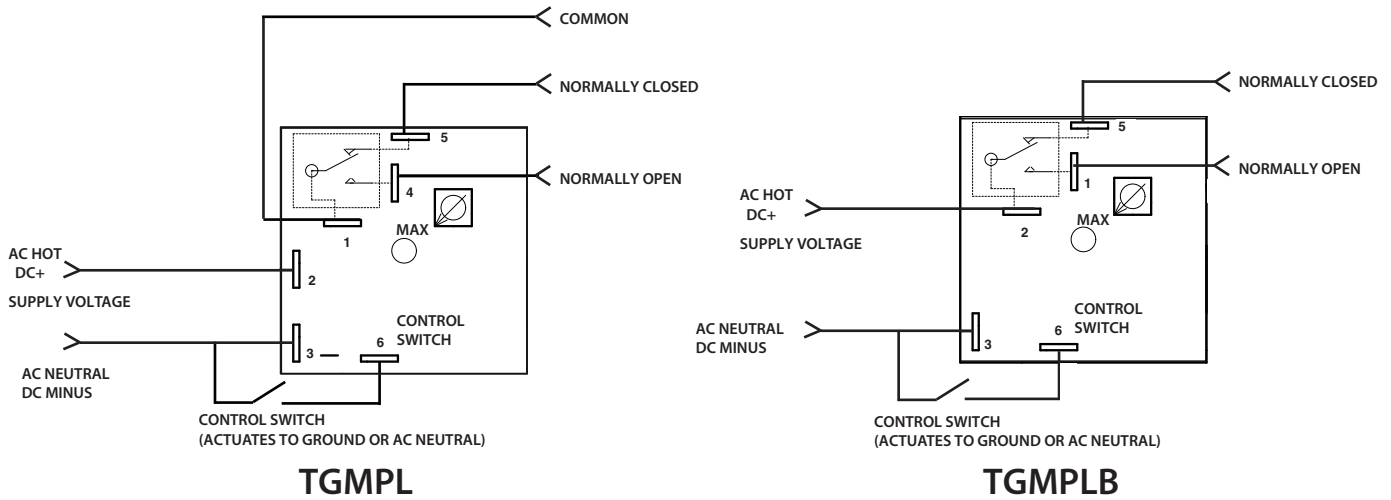 COMMON
NORMALLY CLOSED
5
4
NORMALLY OPEN
1
MAX
AC HOT
DC+
SUPPLY VOLTAGE
2
CONTROL
SWITCH
6
3
AC NEUTRAL
DC MINUS
CONTROL SWITCH
(ACTUATES TO GROUND OR AC NEUTRAL)
TGMPL
NORMALLY CLOSED
5
1
NORMALLY OPEN
AC HOT
DC+
SUPPLY VOLTAGE
2
MAX
CONTROL
SWITCH
6
AC NEUTRAL
DC MINUS
3
CONTROL SWITCH
(ACTUATES TO GROUND OR AC NEUTRAL)
TGMPLB